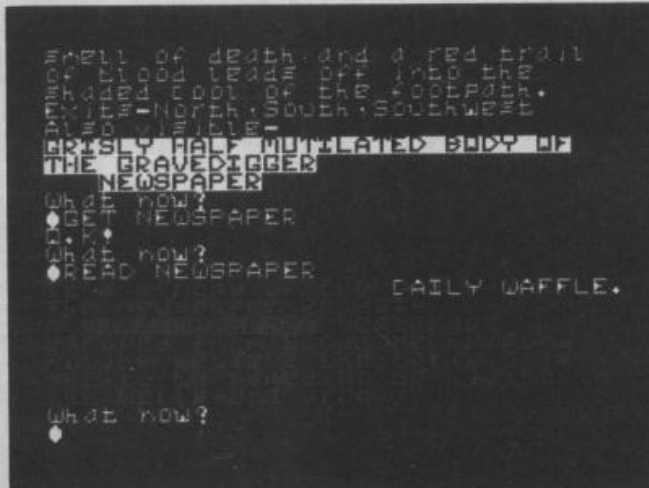 smell of death and a red trail
of blood leads off into the
shaded cool of the footpath.
Exits-North.South.Southwest
Also visible-
GRISLY HALF MUTILATED BODY OF
THE GRAVEDIGGER
NEWSPAPER
What now?
GET NEWSPAPER
O.K!
What now?
READ NEWSPAPER
DAILY WAFFLE.
What now?